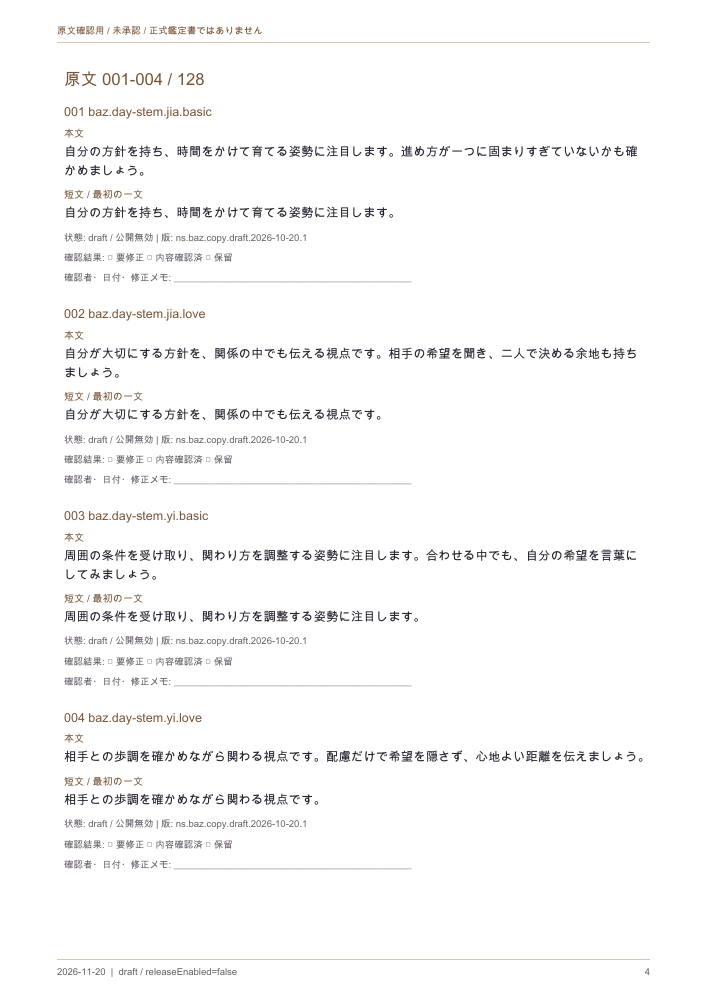 原文確認用 / 未承認 / 正式鑑定書ではありません
原文 001-004 / 128
001 baz.day-stem.jia.basic
本文
自分の方針を持ち、時間をかけて育てる姿勢に注目します。進め方が一つに固まりすぎていないかも確
かめましょう。
短文 / 最初の一文
自分の方針を持ち、時間をかけて育てる姿勢に注目します。
状態: draft / 公開無効 | 版: ns.baz.copy.draft.2026-10-20.1
確認結果: □ 要修正 □ 内容確認済 □ 保留
確認者・日付・修正メモ: ______________________________
002 baz.day-stem.jia.love
本文
自分が大切にする方針を、関係の中でも伝える視点です。相手の希望を聞き、二人で決める余地も持ち
ましょう。
短文 / 最初の一文
自分が大切にする方針を、関係の中でも伝える視点です。
状態: draft / 公開無効 | 版: ns.baz.copy.draft.2026-10-20.1
確認結果: □ 要修正 □ 内容確認済 □ 保留
確認者・日付・修正メモ: ______________________________
003 baz.day-stem.yi.basic
本文
周囲の条件を受け取り、関わり方を調整する姿勢に注目します。合わせる中でも、自分の希望を言葉に
してみましょう。
短文 / 最初の一文
周囲の条件を受け取り、関わり方を調整する姿勢に注目します。
状態: draft / 公開無効 | 版: ns.baz.copy.draft.2026-10-20.1
確認結果: □ 要修正 □ 内容確認済 □ 保留
確認者・日付・修正メモ: ______________________________
004 baz.day-stem.yi.love
本文
相手との歩調を確かめながら関わる視点です。配慮だけで希望を隠さず、心地よい距離を伝えましょう。
短文 / 最初の一文
相手との歩調を確かめながら関わる視点です。
状態: draft / 公開無効 | 版: ns.baz.copy.draft.2026-10-20.1
確認結果: □ 要修正 □ 内容確認済 □ 保留
確認者・日付・修正メモ: ______________________________
2026-11-20 | draft / releaseEnabled=false
4